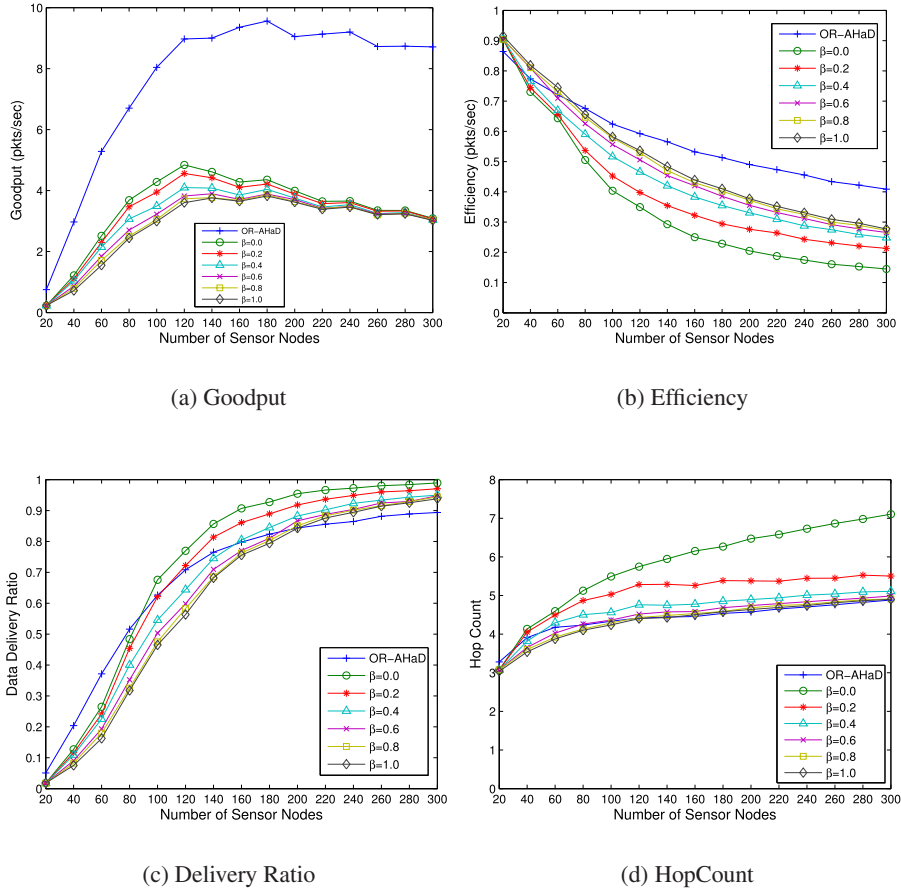 10
8
6
4
2
0
20 40 60 80 100 120 140 160 180 200 220 240 260 280 300
Goodput (pkts/sec)
Number of Sensor Nodes
OR−AHaD
β=0.0
β=0.2
β=0.4
β=0.6
β=0.8
β=1.0
(a) Goodput
1
0.9
0.8
0.7
0.6
0.5
0.4
0.3
0.2
0.1
0
20 40 60 80 100 120 140 160 180 200 220 240 260 280 300
Efficiency (pkts/sec)
Number of Sensor Nodes
OR−AHaD
β=0.0
β=0.2
β=0.4
β=0.6
β=0.8
β=1.0
(b) Efficiency
1
0.9
0.8
0.7
0.6
0.5
0.4
0.3
0.2
0.1
0
20 40 60 80 100 120 140 160 180 200 220 240 260 280 300
Data Delivery Ratio
Number of Sensor Nodes
OR−AHaD
β=0.0
β=0.2
β=0.4
β=0.6
β=0.8
β=1.0
(c) Delivery Ratio
8
7
6
5
4
3
2
1
0
20 40 60 80 100 120 140 160 180 200 220 240 260 280 300
Hop Count
Number of Sensor Nodes
OR−AHaD
β=0.0
β=0.2
β=0.4
β=0.6
β=0.8
β=1.0
(d) HopCount